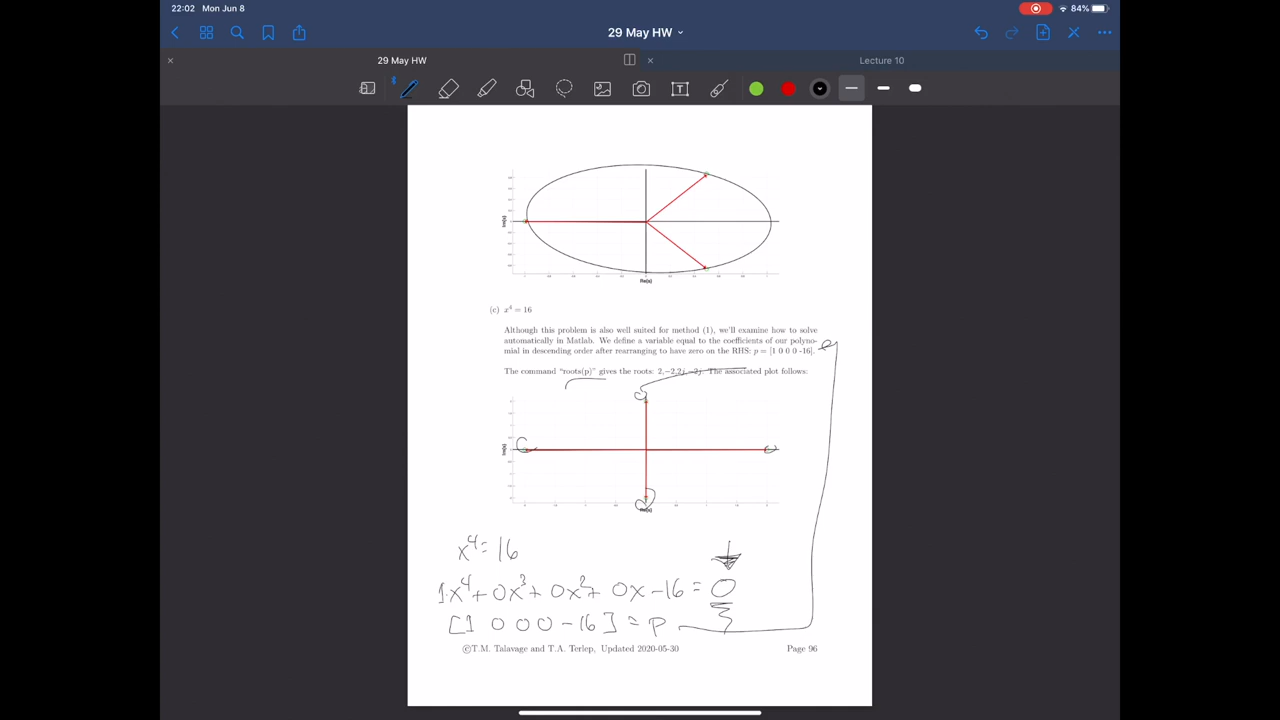 22:02 Mon Jun 8
84%
29 May HW
29 May HW
Lecture 10
T
Im(s)
Re(s)
(c) x⁴ = 16
Although this problem is also well suited for method (1), we'll examine how to solve
automatically in Matlab. We define a variable equal to the coefficients of our polyno-
mial in descending order after rearranging to have zero on the RHS: p = [1 0 0 0 -16].
The command "roots(p)" gives the roots: 2,−2,2j,−2j. The associated plot follows:
Im(s)
Re(s)
x⁴ = 16
1·x⁴ + 0x³ + 0x² + 0x − 16 = 0
[1 0 0 0 − 16] = p
©T.M. Talavage and T.A. Terlep, Updated 2020-05-30
Page 96